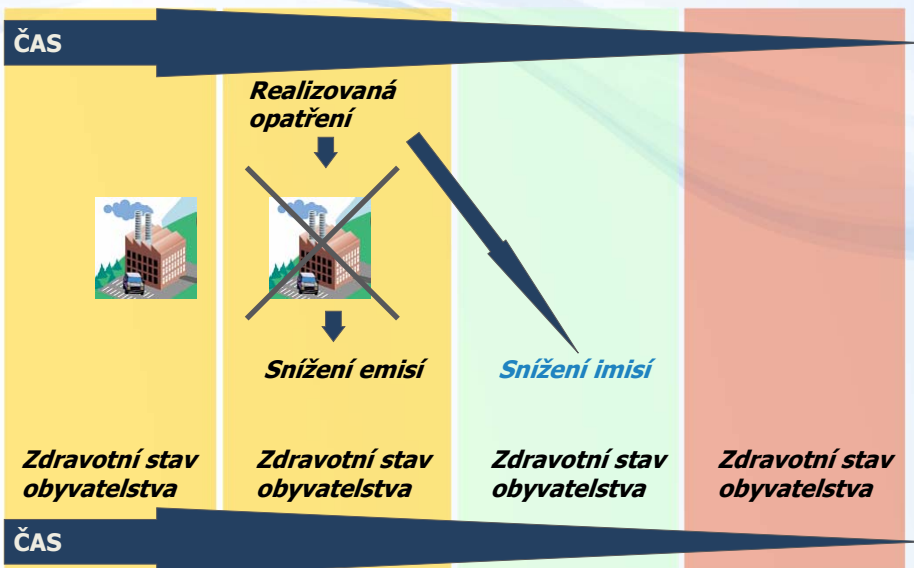 ČAS
Realizovaná
opatření
Snížení emisí
Snížení imisí
Zdravotní stav
obyvatelstva
Zdravotní stav
obyvatelstva
Zdravotní stav
obyvatelstva
Zdravotní stav
obyvatelstva
ČAS